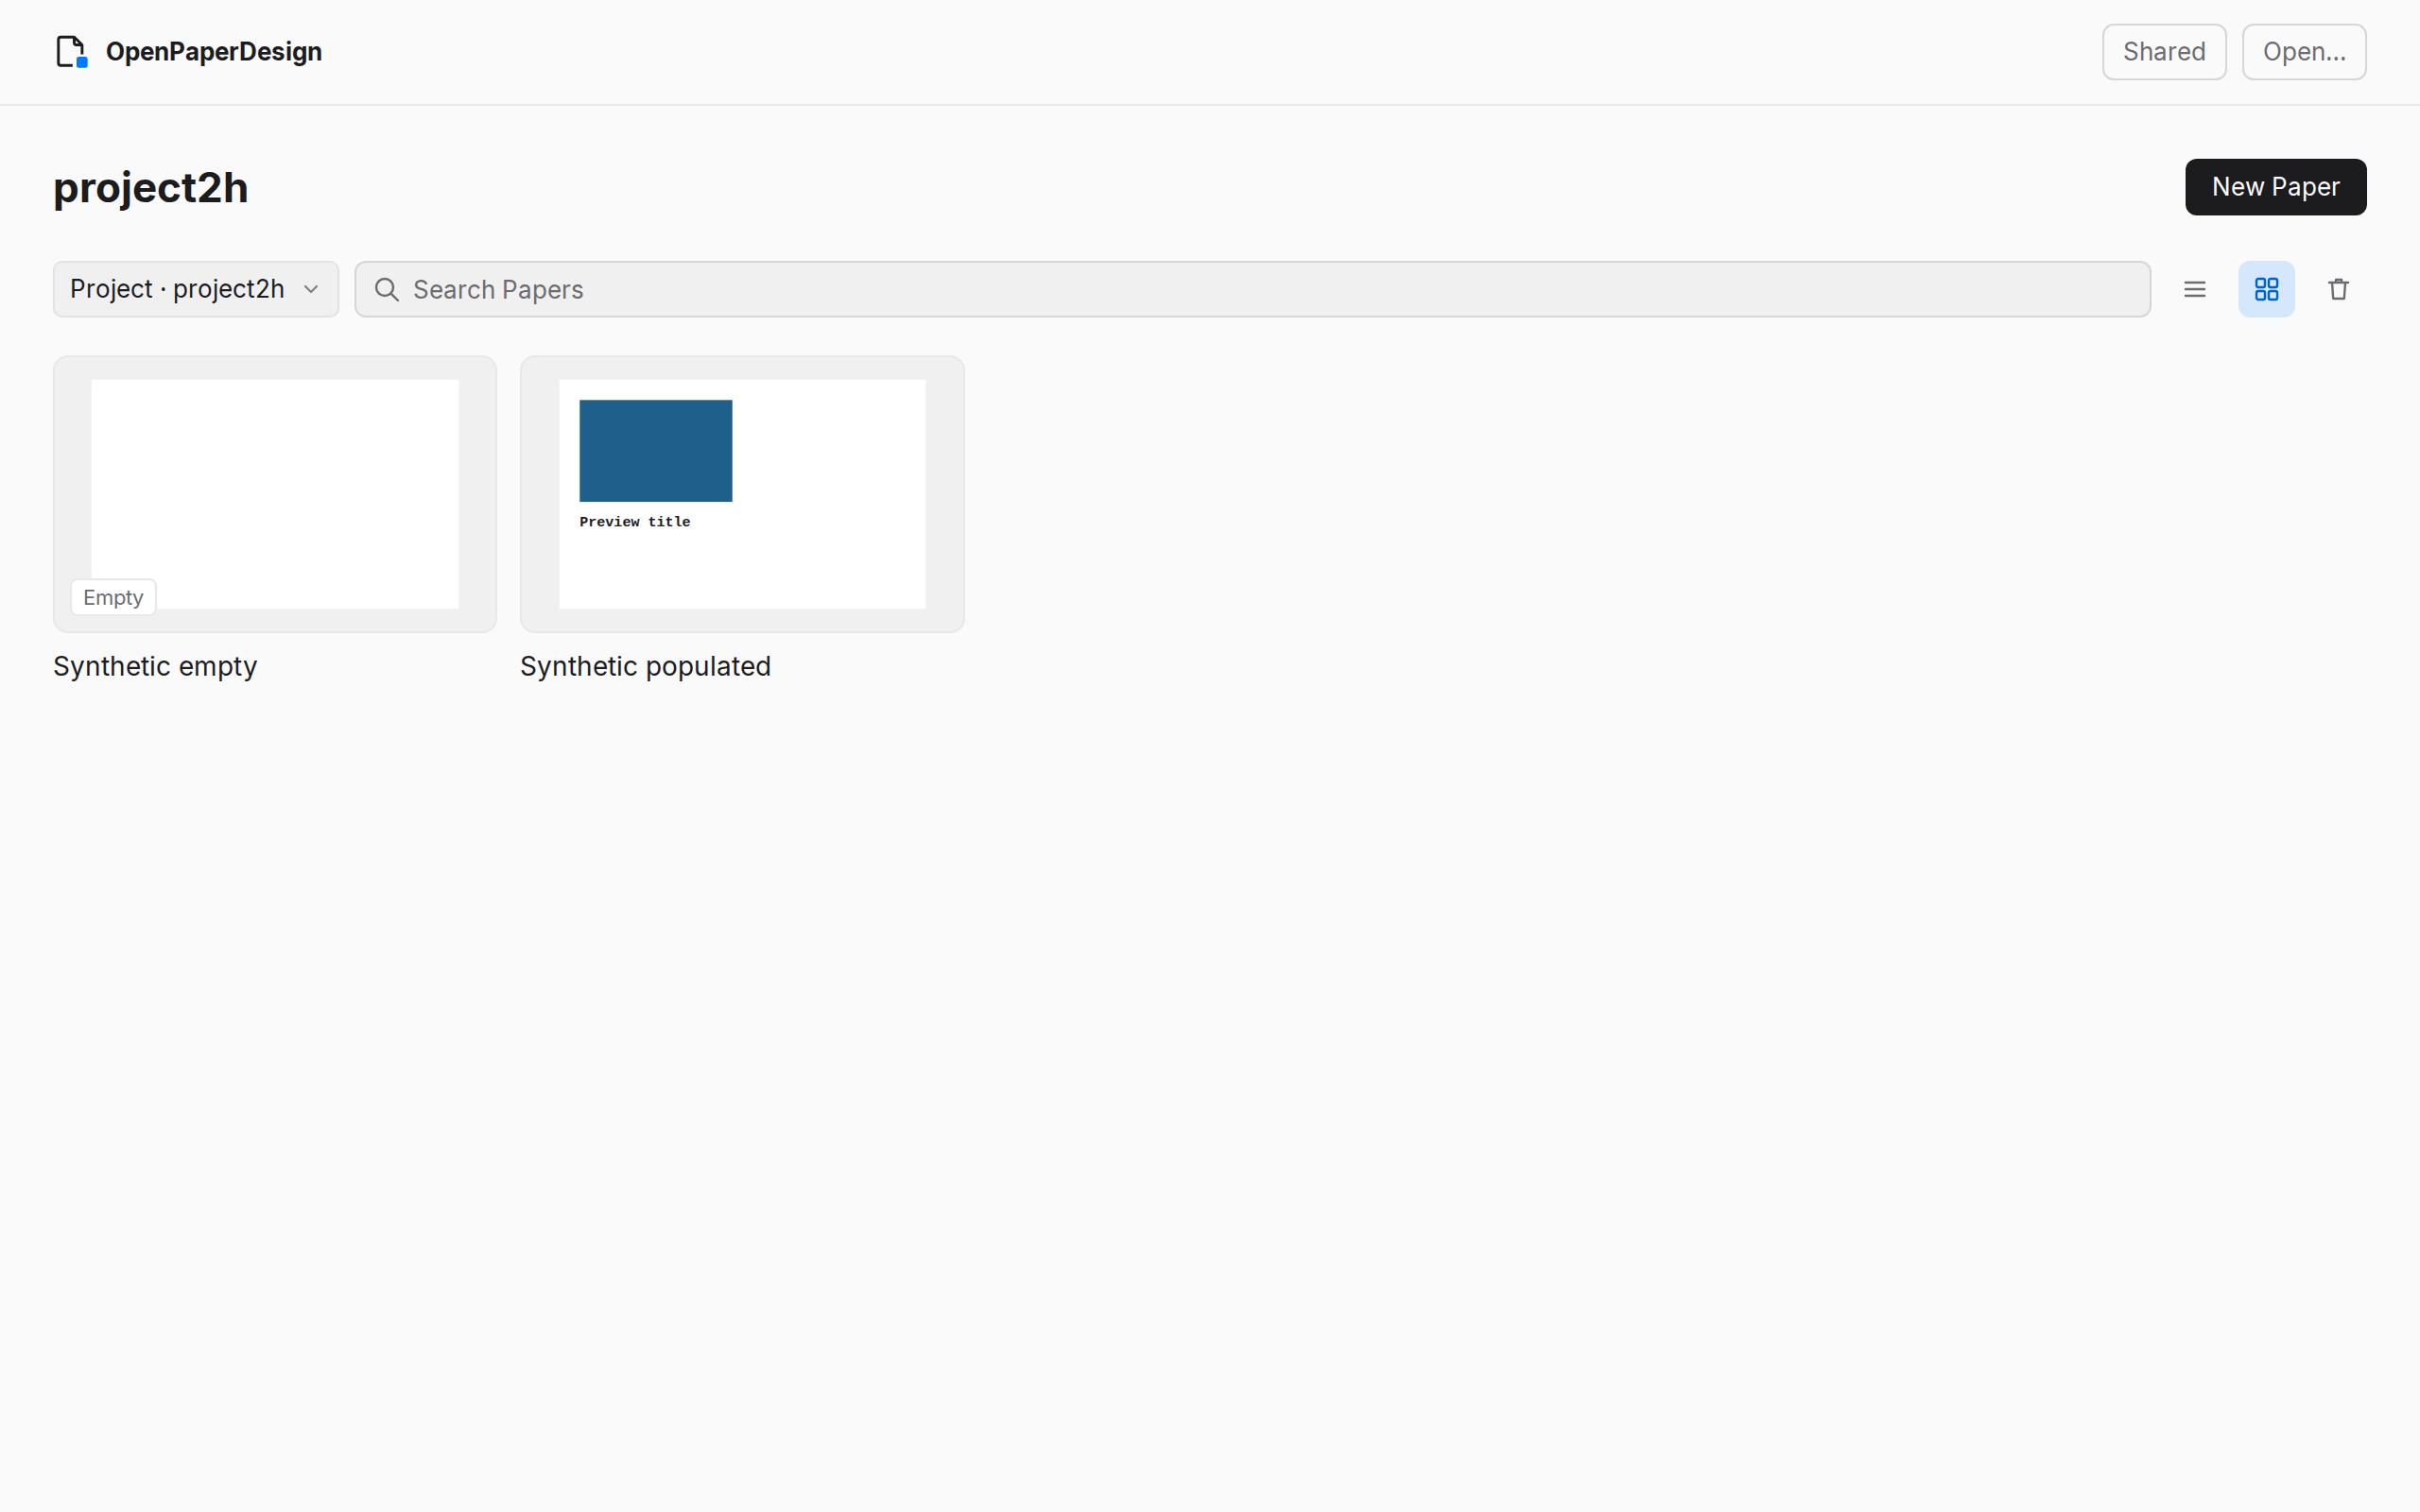 OpenPaperDesign
Shared
Open...
project2h
New Paper
Project · project2h
Search Papers
Preview title
Empty
Synthetic empty
Synthetic populated